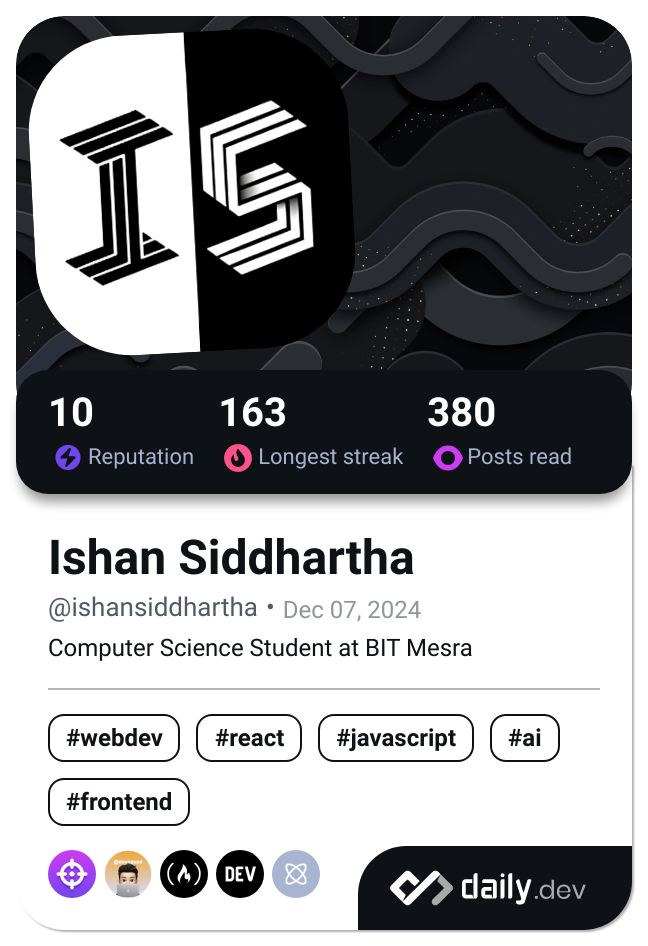 IS
10 163 380
Reputation Longest streak Posts read
Ishan Siddhartha
@ishansiddhartha • Dec 07, 2024
Computer Science Student at BIT Mesra
#webdev #react #javascript #ai
#frontend
DEV
daily.dev